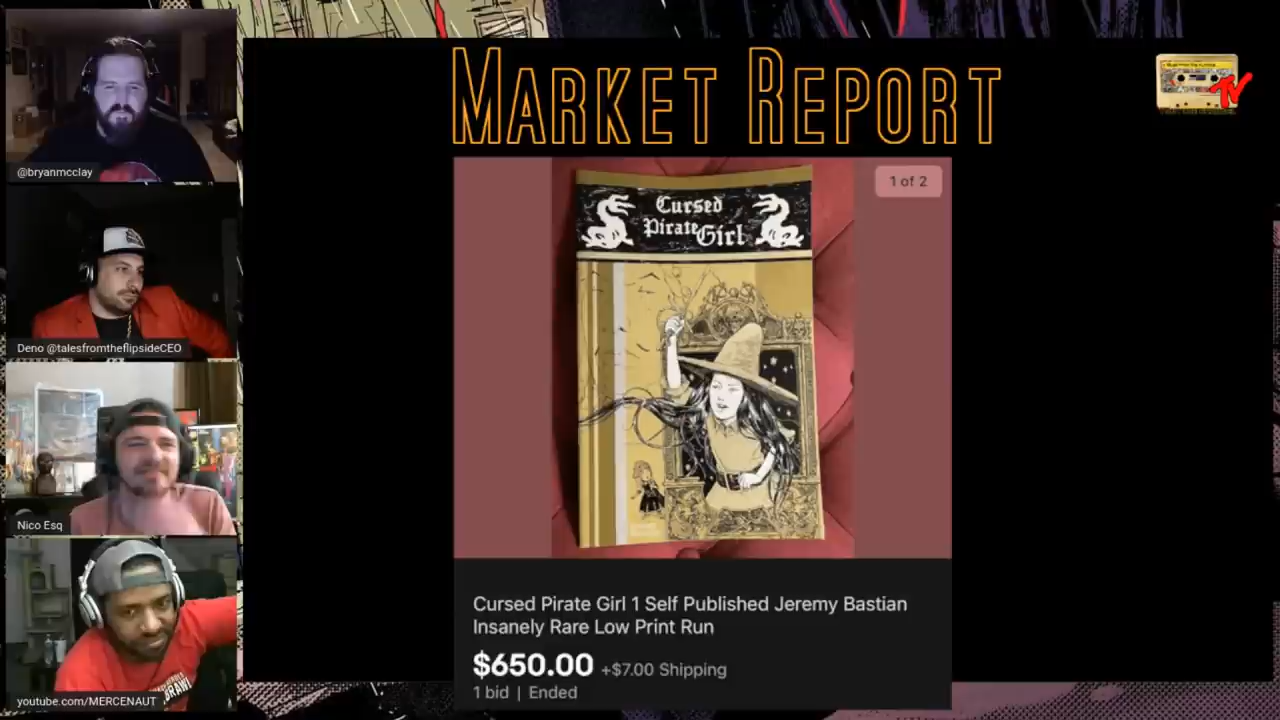 MARKET REPORT
TV
1 of 2
Cursed
Pirate Girl
@bryanmcclay
Deno @talesfromtheflipsideCEO
Nico Esq
youtube.com/MERCENAUT
Cursed Pirate Girl 1 Self Published Jeremy Bastian
Insanely Rare Low Print Run
$650.00 +$7.00 Shipping
1 bid | Ended